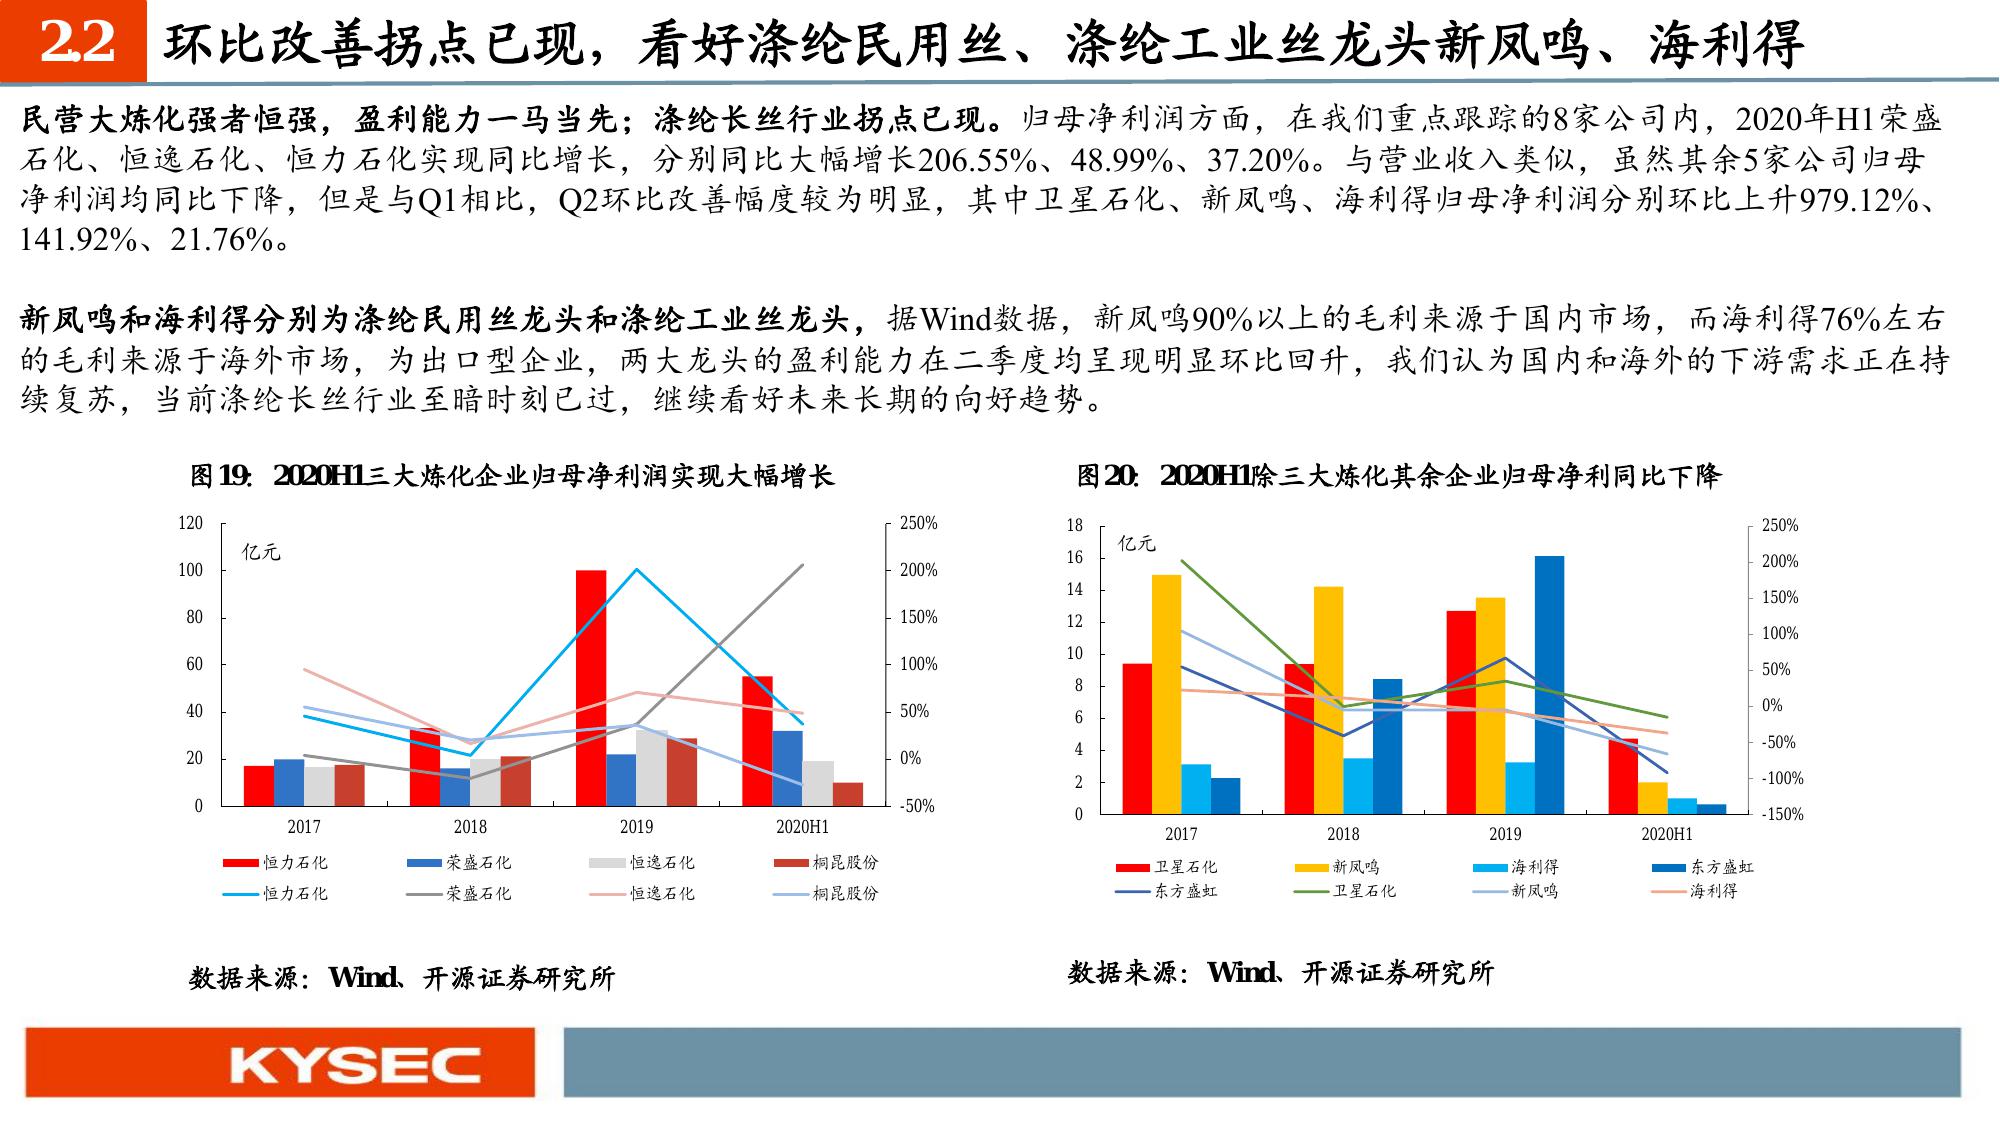 2.2 环比改善拐点已现，看好涤纶民用丝、涤纶工业丝龙头新凤鸣、海利得
民营大炼化强者恒强，盈利能力一马当先；涤纶长丝行业拐点已现。归母净利润方面，在我们重点跟踪的8家公司内，2020年H1荣盛
石化、恒逸石化、恒力石化实现同比增长，分别同比大幅增长206.55%、48.99%、37.20%。与营业收入类似，虽然其余5家公司归母
净利润均同比下降，但是与Q1相比，Q2环比改善幅度较为明显，其中卫星石化、新凤鸣、海利得归母净利润分别环比上升979.12%、
141.92%、21.76%。
新凤鸣和海利得分别为涤纶民用丝龙头和涤纶工业丝龙头，据Wind数据，新凤鸣90%以上的毛利来源于国内市场，而海利得76%左右
的毛利来源于海外市场，为出口型企业，两大龙头的盈利能力在二季度均呈现明显环比回升，我们认为国内和海外的下游需求正在持
续复苏，当前涤纶长丝行业至暗时刻已过，继续看好未来长期的向好趋势。
图19：2020H1三大炼化企业归母净利润实现大幅增长
亿元
120
100
80
60
40
20
0
250%
200%
150%
100%
50%
0%
-50%
2017 2018 2019 2020H1
恒力石化 荣盛石化 恒逸石化 桐昆股份
恒力石化 荣盛石化 恒逸石化 桐昆股份
数据来源：Wind、开源证券研究所
图20：2020H1除三大炼化其余企业归母净利同比下降
亿元
18
16
14
12
10
8
6
4
2
0
250%
200%
150%
100%
50%
0%
-50%
-100%
-150%
2017 2018 2019 2020H1
卫星石化 新凤鸣 海利得 东方盛虹
东方盛虹 卫星石化 新凤鸣 海利得
数据来源：Wind、开源证券研究所
KYSEC